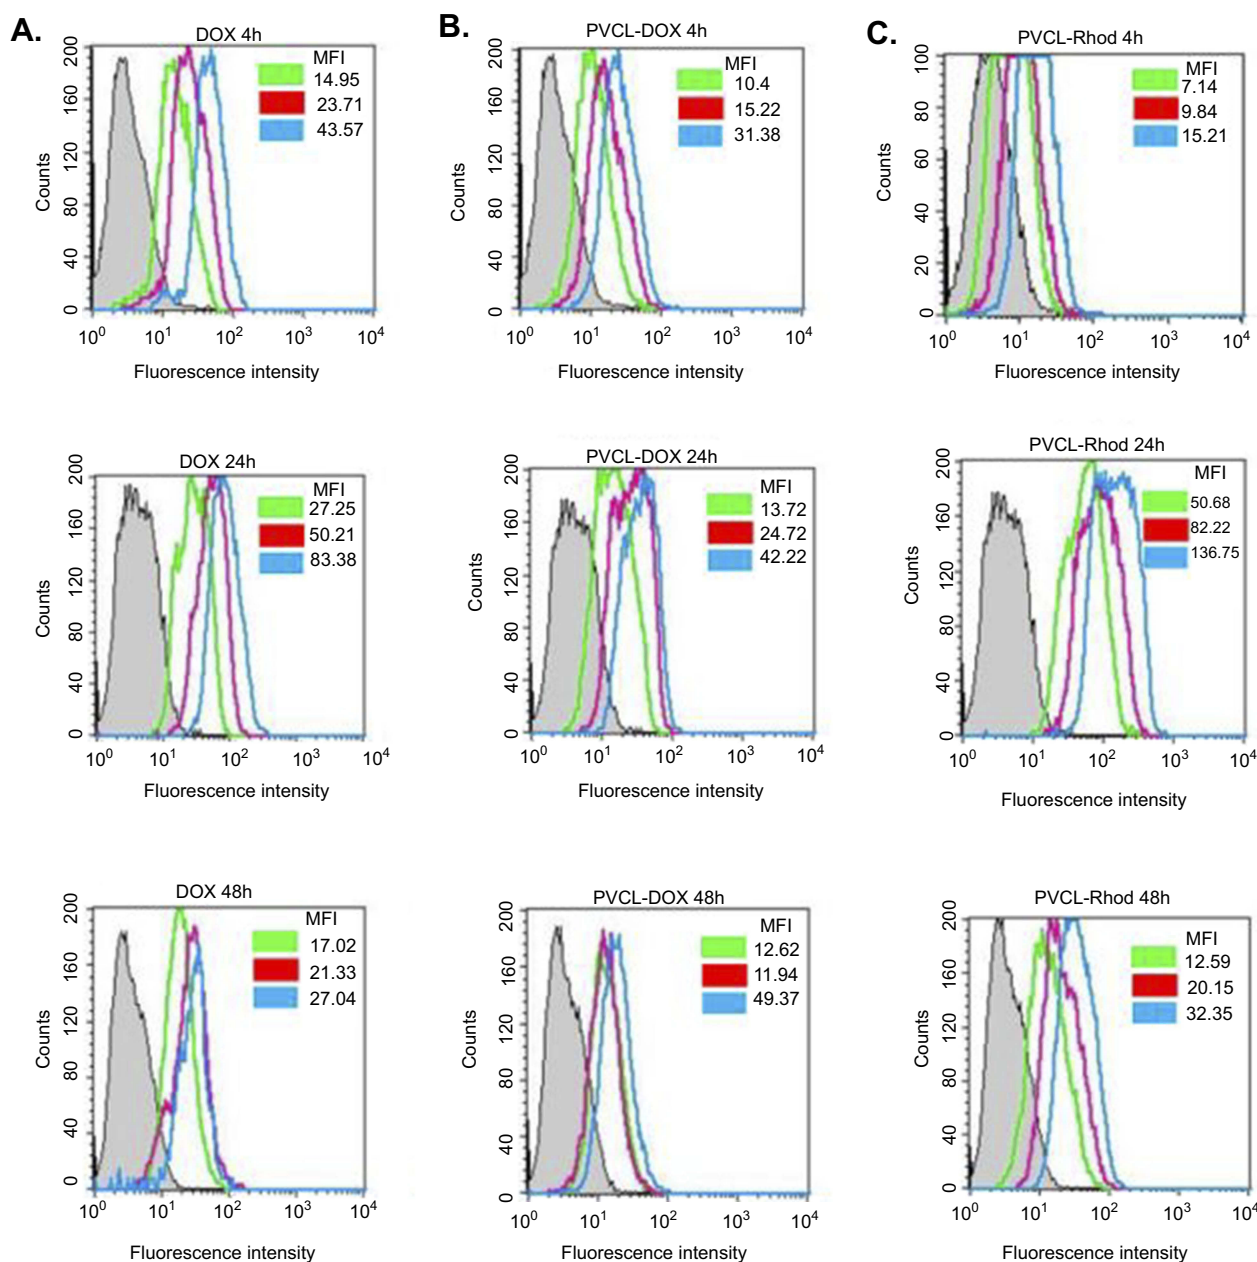 A.
DOX 4h
MFI
14.95
23.71
43.57
200
160
120
80
40
0
Counts
10⁰ 10¹ 10² 10³ 10⁴
Fluorescence intensity
B.
PVCL-DOX 4h
MFI
10.4
15.22
31.38
200
160
120
80
40
0
Counts
10⁰ 10¹ 10² 10³ 10⁴
Fluorescence intensity
C.
PVCL-Rhod 4h
MFI
7.14
9.84
15.21
100
80
60
40
20
0
Counts
10⁰ 10¹ 10² 10³ 10⁴
Fluorescence intensity
DOX 24h
MFI
27.25
50.21
83.38
200
160
120
80
40
0
Counts
10⁰ 10¹ 10² 10³ 10⁴
Fluorescence intensity
PVCL-DOX 24h
MFI
13.72
24.72
42.22
200
160
120
80
40
0
Counts
10⁰ 10¹ 10² 10³ 10⁴
Fluorescence intensity
PVCL-Rhod 24h
MFI
50.68
82.22
136.75
200
160
120
80
40
0
Counts
10⁰ 10¹ 10² 10³ 10⁴
Fluorescence intensity
DOX 48h
MFI
17.02
21.33
27.04
200
160
120
80
40
0
Counts
10⁰ 10¹ 10² 10³ 10⁴
Fluorescence intensity
PVCL-DOX 48h
MFI
12.62
11.94
49.37
200
160
120
80
40
0
Counts
10⁰ 10¹ 10² 10³ 10⁴
Fluorescence intensity
PVCL-Rhod 48h
MFI
12.59
20.15
32.35
200
160
120
80
40
0
Counts
10⁰ 10¹ 10² 10³ 10⁴
Fluorescence intensity